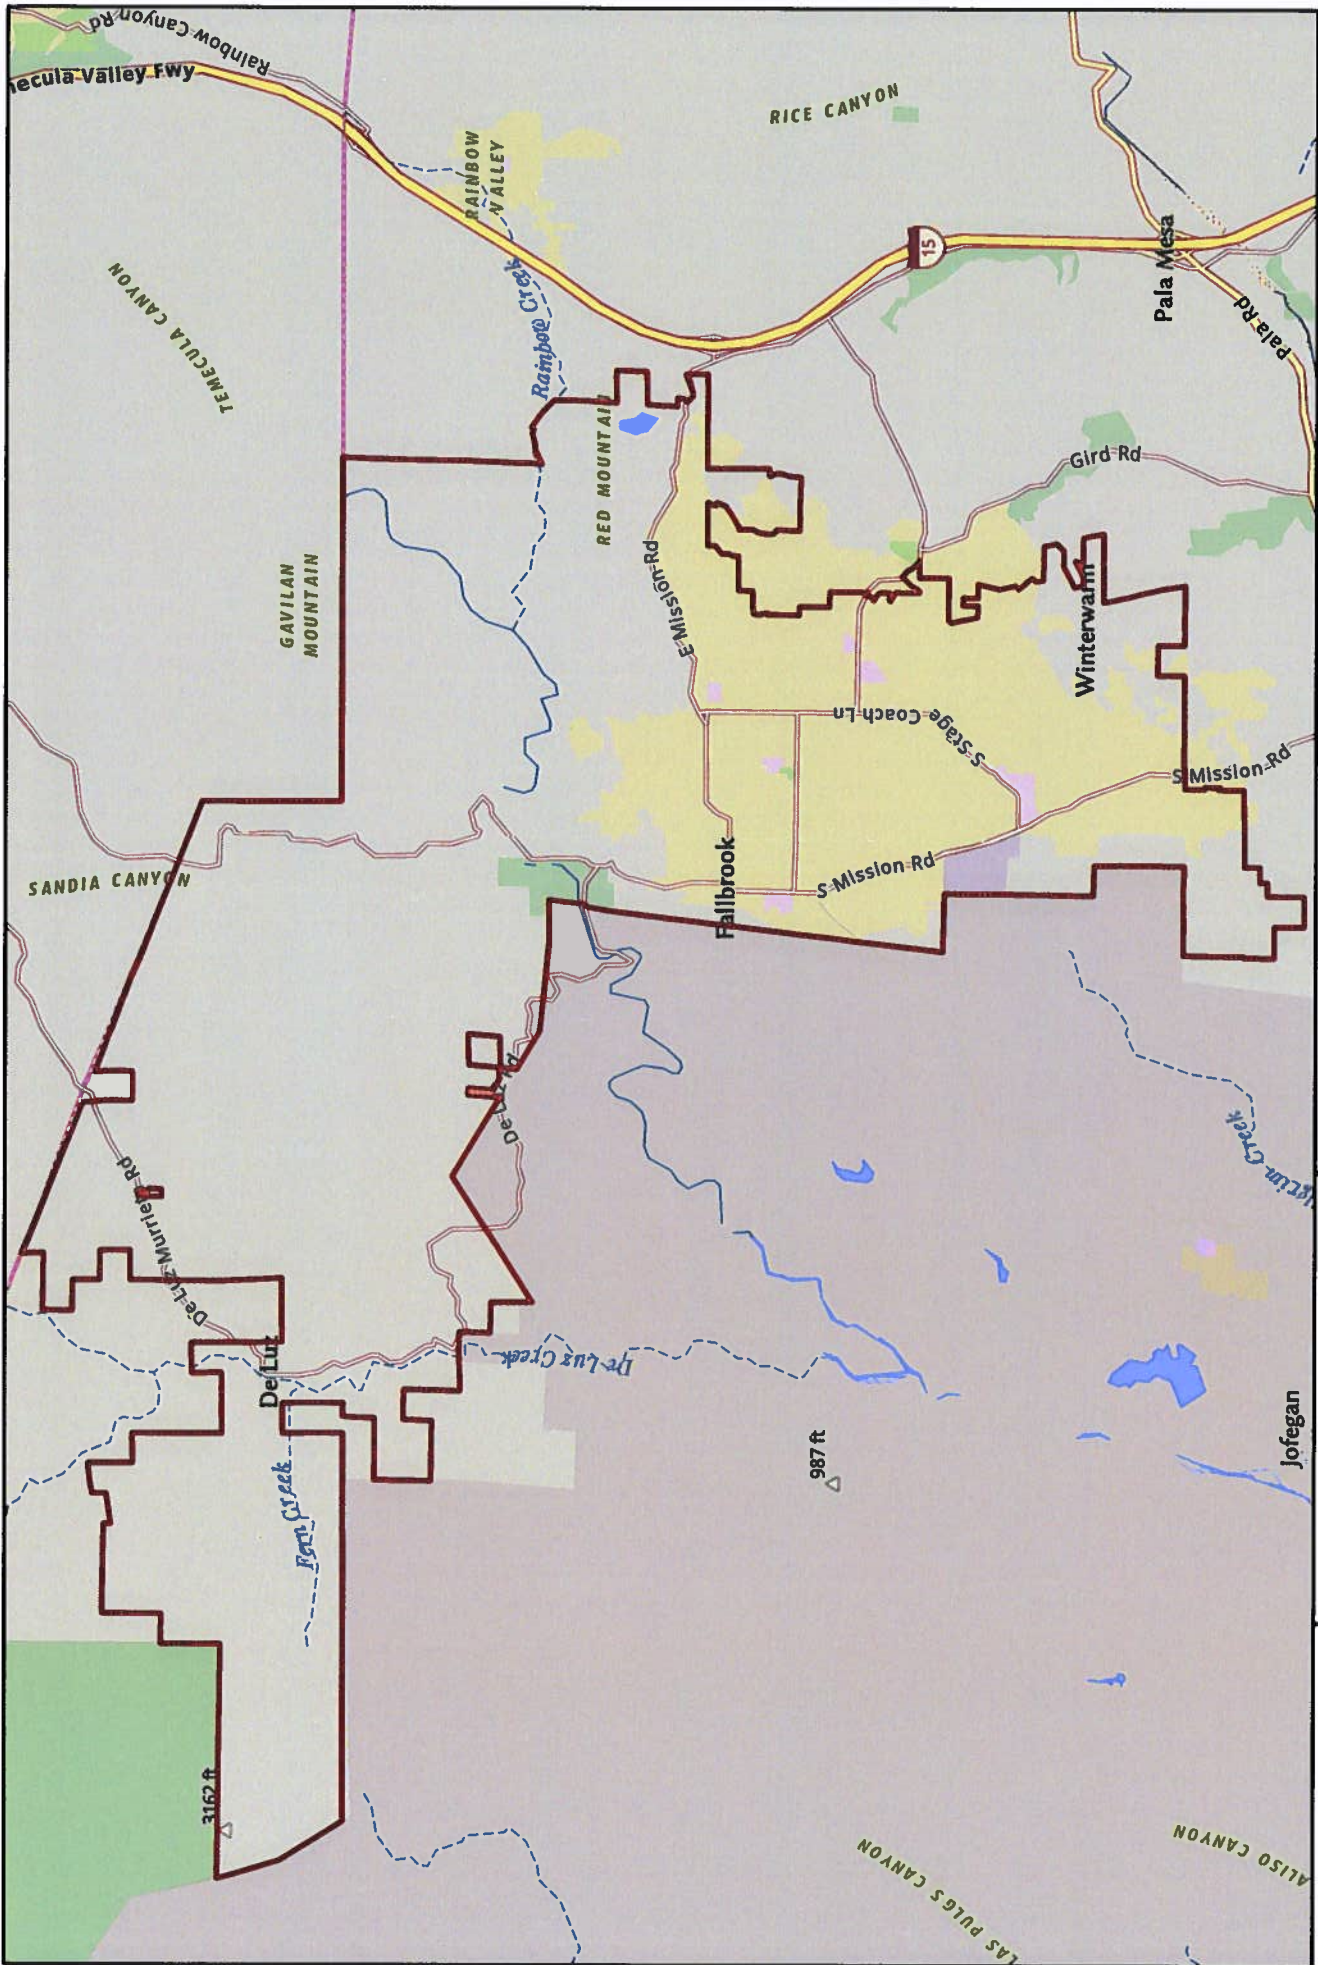 Rainbow Canyon Rd
Valley Fwy
RAINBOW
VALLEY
RICE CANYON
TEMECULA CANYON
Rainbow Creek
15
Pala Mesa
Pala Rd
RED MOUNTAIN
Gird Rd
GAVILAN
MOUNTAIN
E Mission Rd
Winterwarm
S Stage Coach Ln
S Mission Rd
SANDIA CANYON
Fallbrook
S Mission Rd
De Luz Rd
De Luz Murrieta Rd
De Luz
De Luz Creek
Creek
Fern Creek
987 ft
Jofegan
3162 ft
LAS PULGS CANYON
ALISO CANYON